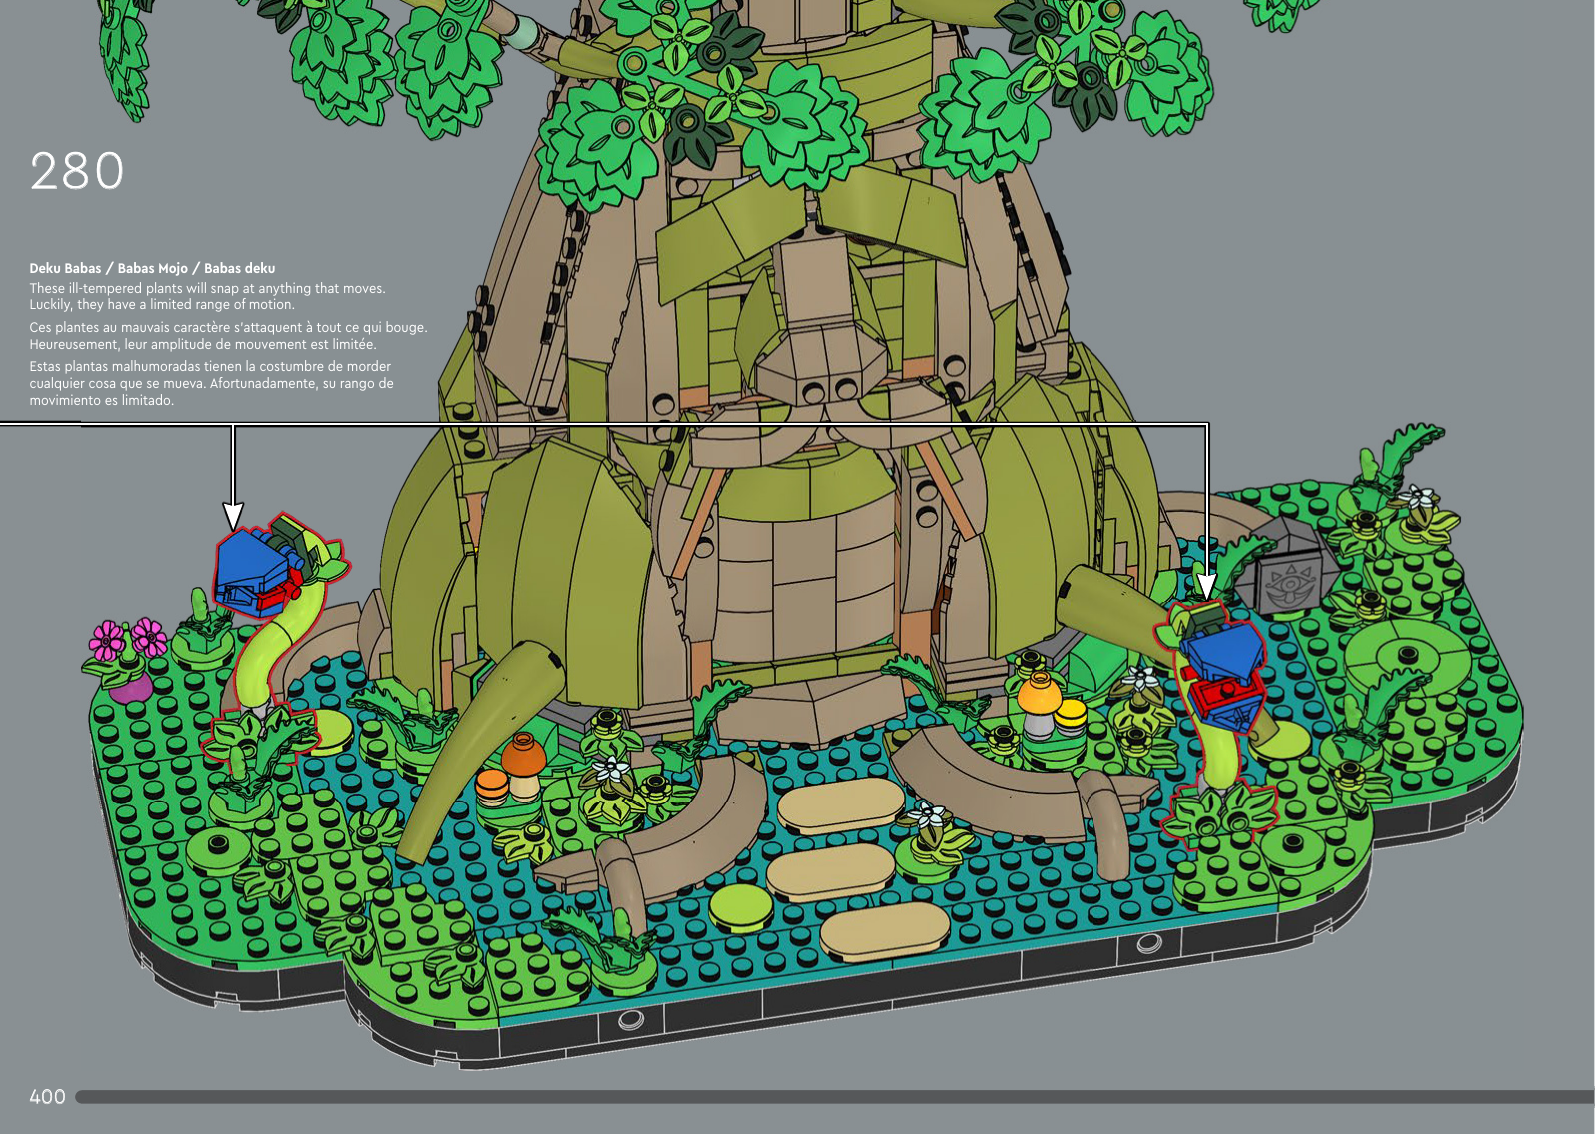 280
Deku Babas / Babas Mojo / Babas deku
These ill-tempered plants will snap at anything that moves.
Luckily, they have a limited range of motion.
Ces plantes au mauvais caractère s'attaquent à tout ce qui bouge.
Heureusement, leur amplitude de mouvement est limitée.
Estas plantas malhumoradas tienen la costumbre de morder
cualquier cosa que se mueva. Afortunadamente, su rango de
movimiento es limitado.
400